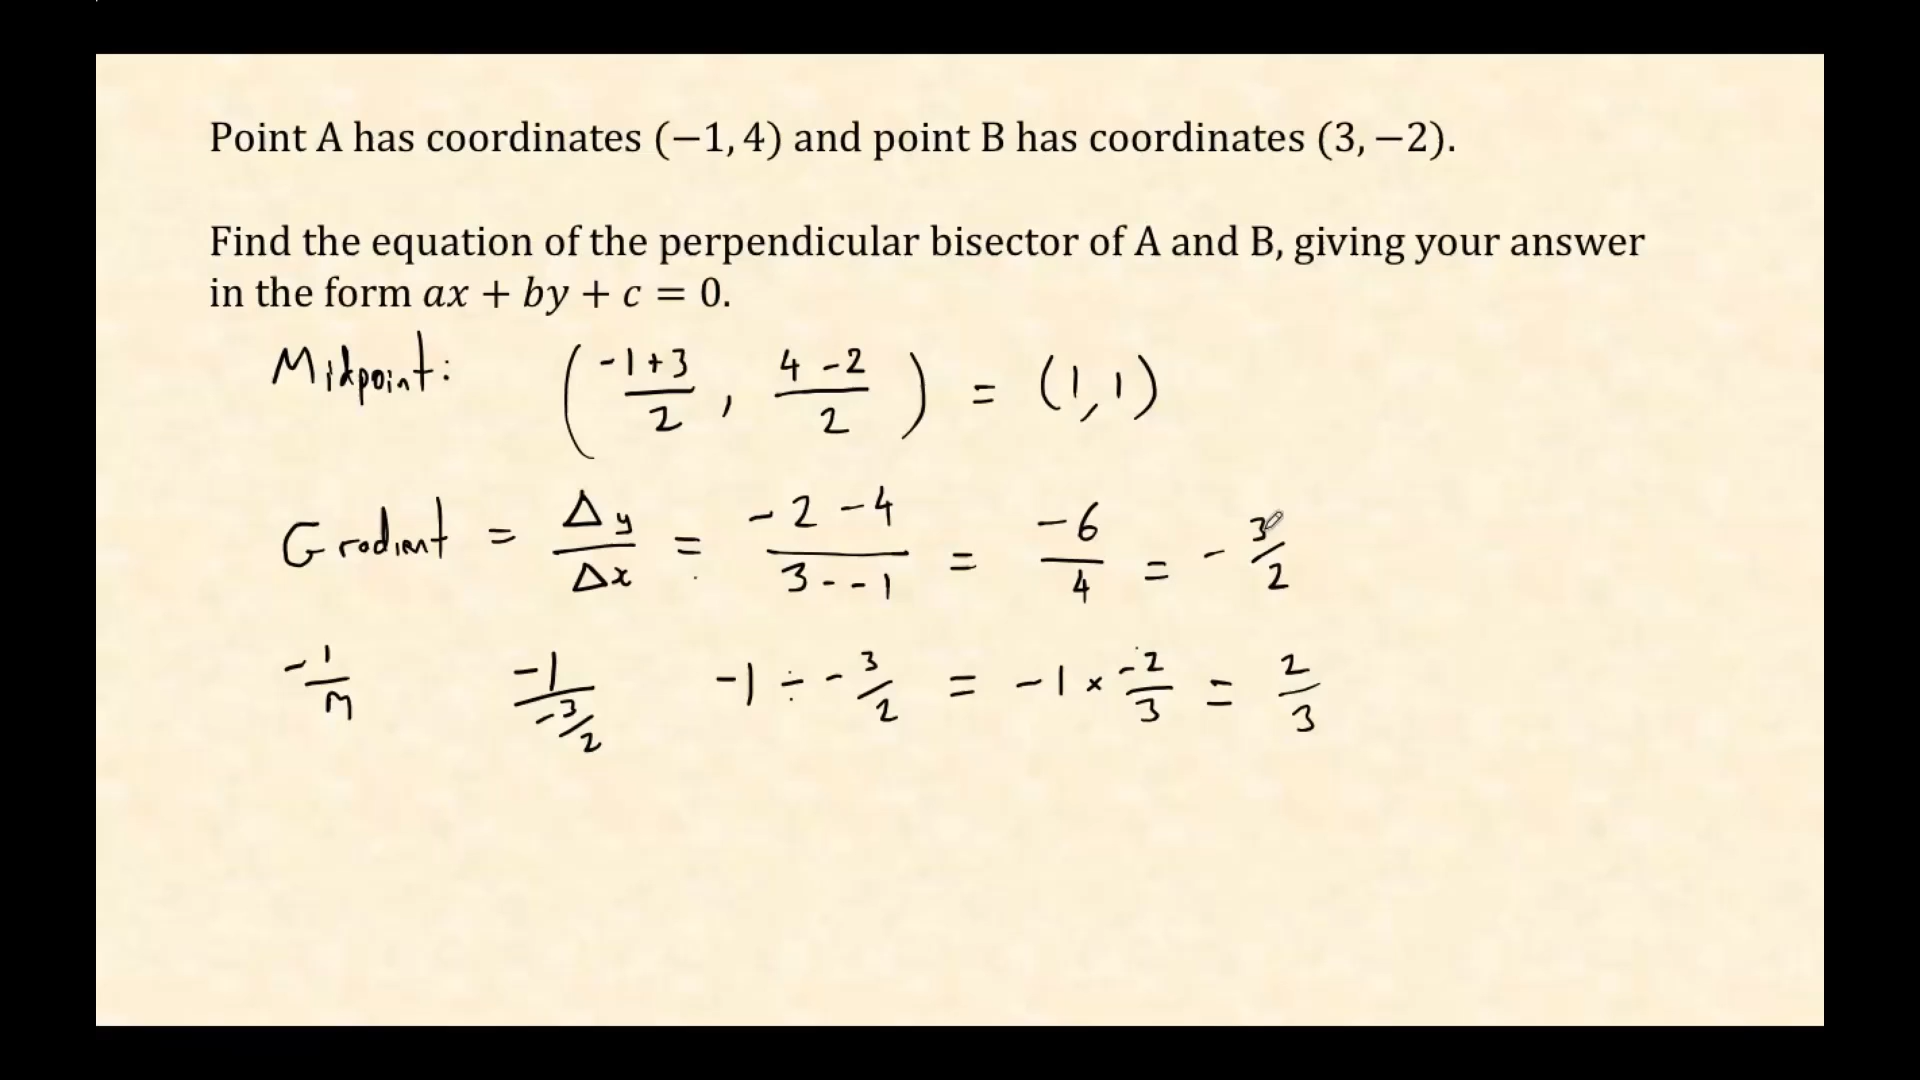 Point A has coordinates (−1, 4) and point B has coordinates (3, −2).
Find the equation of the perpendicular bisector of A and B, giving your answer
in the form ax + by + c = 0.
Midpoint: ( (-1+3)/2 , (4-2)/2 ) = (1,1)
Gradient = Δy/Δx = (-2-4)/(3--1) = -6/4 = -3/2
-1/m -1/(-3/2) -1 ÷ -3/2 = -1 × -2/3 = 2/3